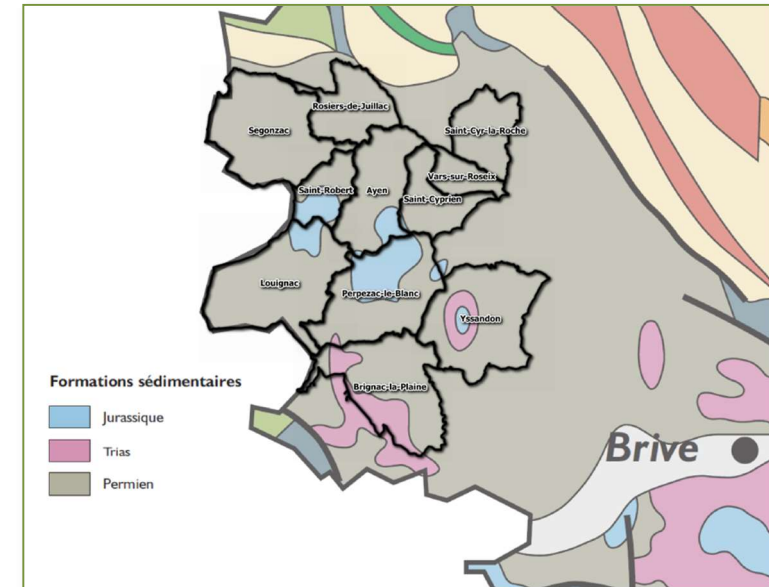 Rosiers-de-Juillac
Segonzac
Saint-Cyr-la-Roche
Vars-sur-Roseix
Saint-Robert
Ayen
Saint-Cyprien
Louignac
Perpezac-le-Blanc
Yssandon
Brignac-la-Plaine
Formations sédimentaires
Jurassique
Trias
Permien
Brive